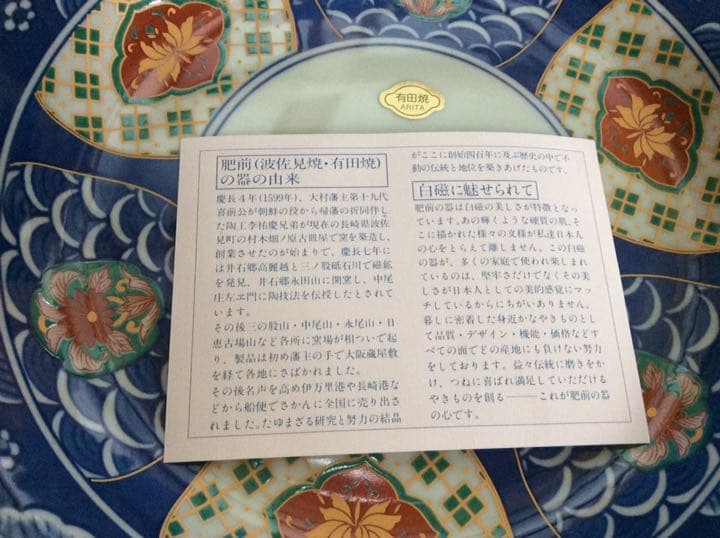 有田焼
ARITA
肥前(波佐見焼・有田焼)
の器の由来
慶長4年(1599年)、大村藩主第十九代
喜前公が朝鮮の役から帰藩の折同伴し
た陶工李祐慶兄弟が現在の長崎県波佐
見町の村木畑ノ原古皿屋で窯を築造し、
創業させたのが始まりで、慶長七年に
は井石郷高麗越と三ノ股砥石川で磁鉱
を発見、井石郷永田山に開窯し、中尾
庄左ヱ門に陶技法を伝授したとされて
います。
その後三の股山・中尾山・永尾山・日
恵古場山など各所に窯場が相ついで起
り、製品は初め藩主の手で大阪蔵屋敷
を経て各地にさばかれました。
その後名声を高め伊万里港や長崎港な
どから船便でさかんに全国に売り出さ
れました。たゆまざる研究と努力の結晶
がここに創始四百年に及ぶ歴史の中で不
動の伝統と地位を築きあげたものです。
白磁に魅せられて
肥前の器は白磁の美しさが特徴となっ
ています。あの輝くような硬質の肌、そ
こに描かれた様々の文様が私達日本人
の心をとらえて離しません。この白磁
の器が、多くの家庭で使われ楽しまれ
ているのは、堅牢さだけでなくその美
しさが日本人としての美的感覚にマッ
チしているからにちがいありません。
暮しに密着した身近かなやきものとし
て品質・デザイン・機能・価格などす
べての面でどの産地にも負けない努力
をしております。益々伝統に磨きをか
け、つねに喜ばれ満足していただける
やきものを創る――これが肥前の器
の心です。